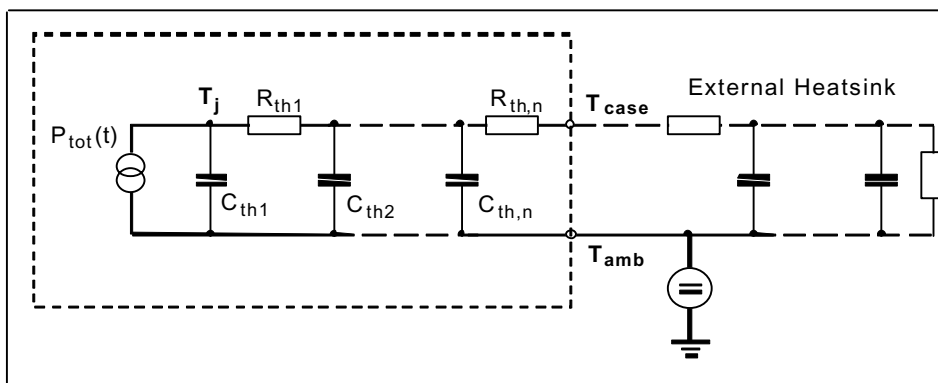 External Heatsink
T_j
R_th1
R_th,n
T_case
P_tot(t)
C_th1
C_th2
C_th,n
T_amb